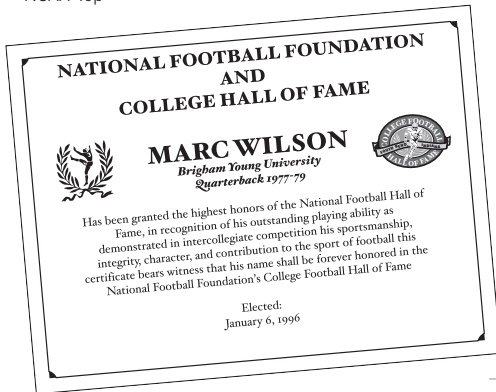 NATIONAL FOOTBALL FOUNDATION
AND
COLLEGE HALL OF FAME
MARC WILSON
Brigham Young University
Quarterback 1977-79
COLLEGE FOOTBALL
HALL OF FAME
Has been granted the highest honors of the National Football Hall of
Fame, in recognition of his outstanding playing ability as
demonstrated in intercollegiate competition his sportsmanship,
integrity, character, and contribution to the sport of football this
certificate bears witness that his name shall be forever honored in the
National Football Foundation's College Football Hall of Fame
Elected:
January 6, 1996